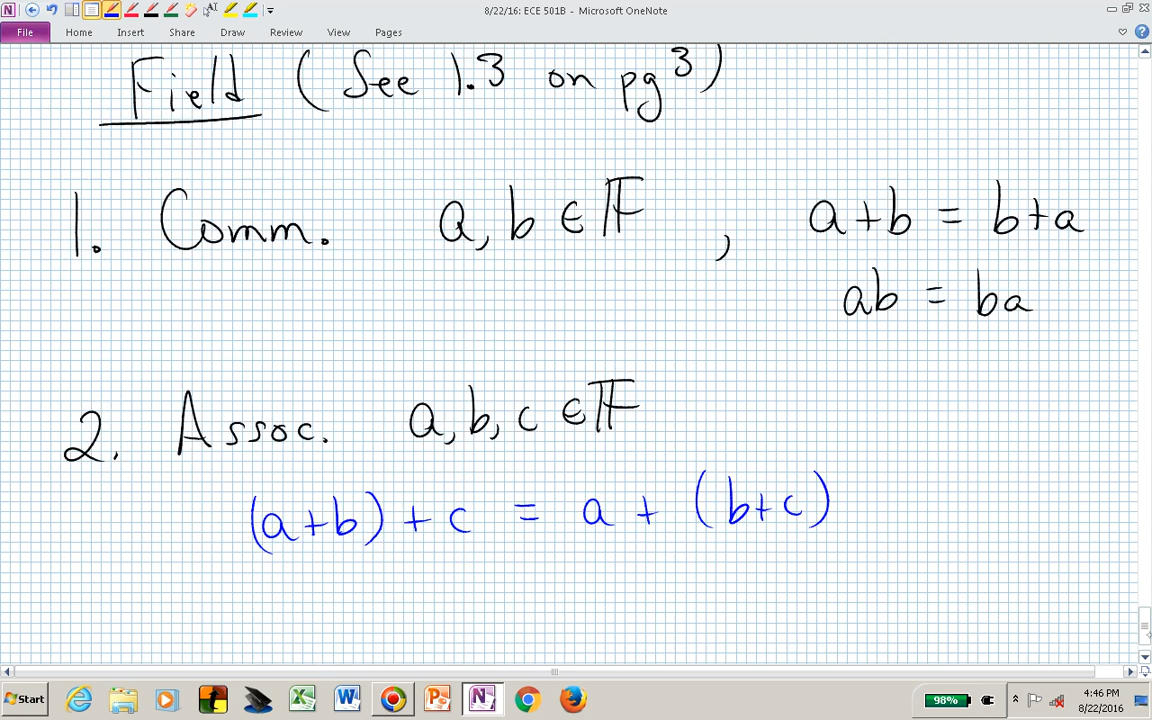 8/22/16: ECE 501B - Microsoft OneNote
File Home Insert Share Draw Review View Pages
Field (See 1.3 on pg 3)
1. Comm. a, b ∈ 𝔽 , a + b = b + a
ab = ba
2. Assoc. a, b, c ∈ 𝔽
(a + b) + c = a + (b + c)
Start 98% 4:46 PM
8/22/2016